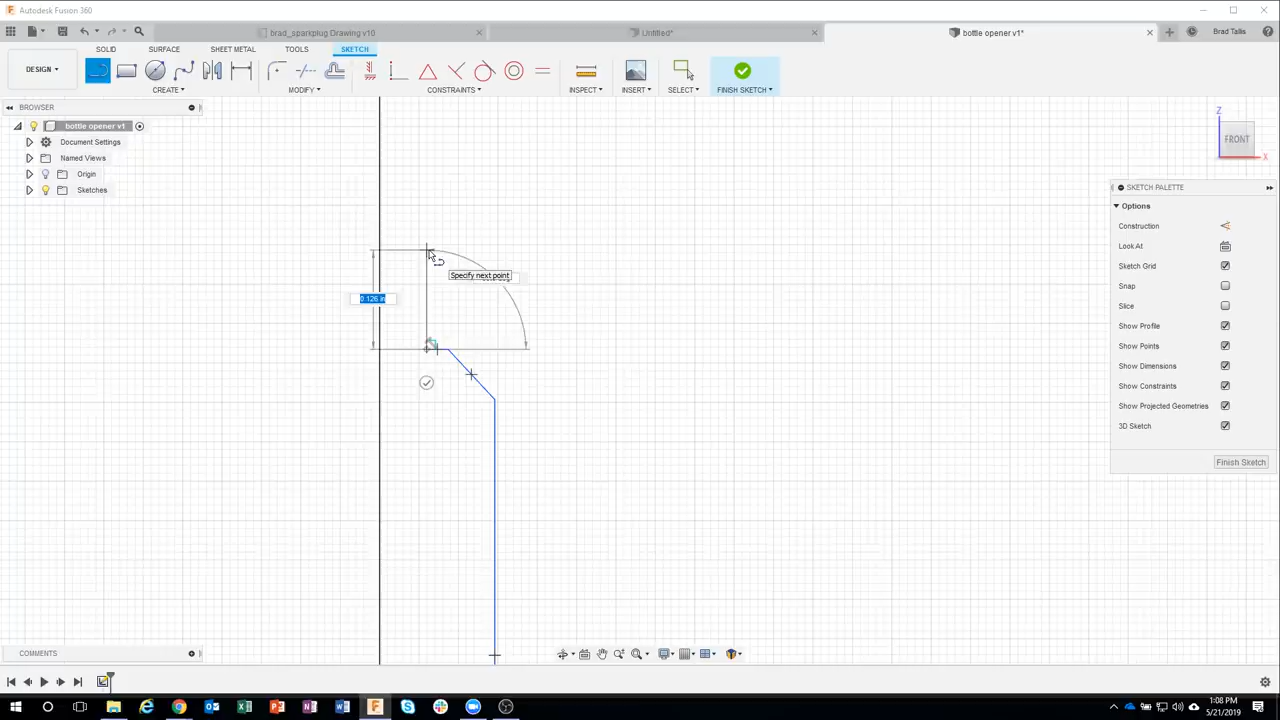 Autodesk Fusion 360
brad_sparkplug Drawing v10
Untitled*
bottle opener v1*
Brad Tallis
DESIGN
SOLID
SURFACE
SHEET METAL
TOOLS
SKETCH
CREATE
MODIFY
CONSTRAINTS
INSPECT
INSERT
SELECT
FINISH SKETCH
BROWSER
bottle opener v1
Document Settings
Named Views
Origin
Sketches
Z
FRONT
X
SKETCH PALETTE
Options
Construction
Look At
Sketch Grid
Snap
Slice
Show Profile
Show Points
Show Dimensions
Show Constraints
Show Projected Geometries
3D Sketch
Finish Sketch
Specify next point
0.126 in
COMMENTS
1:08 PM
5/21/2019